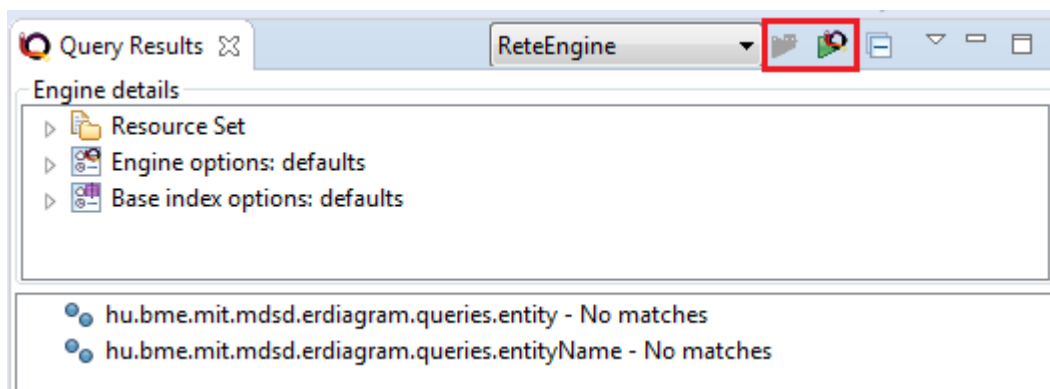 Query Results
ReteEngine
Engine details
Resource Set
Engine options: defaults
Base index options: defaults
hu.bme.mit.mdsd.erdiagram.queries.entity - No matches
hu.bme.mit.mdsd.erdiagram.queries.entityName - No matches